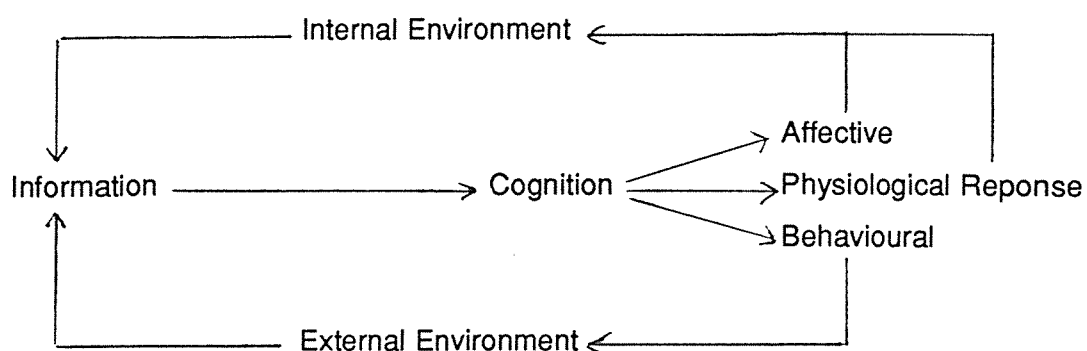 Internal Environment
Affective
Information
Cognition
Physiological Reponse
Behavioural
External Environment